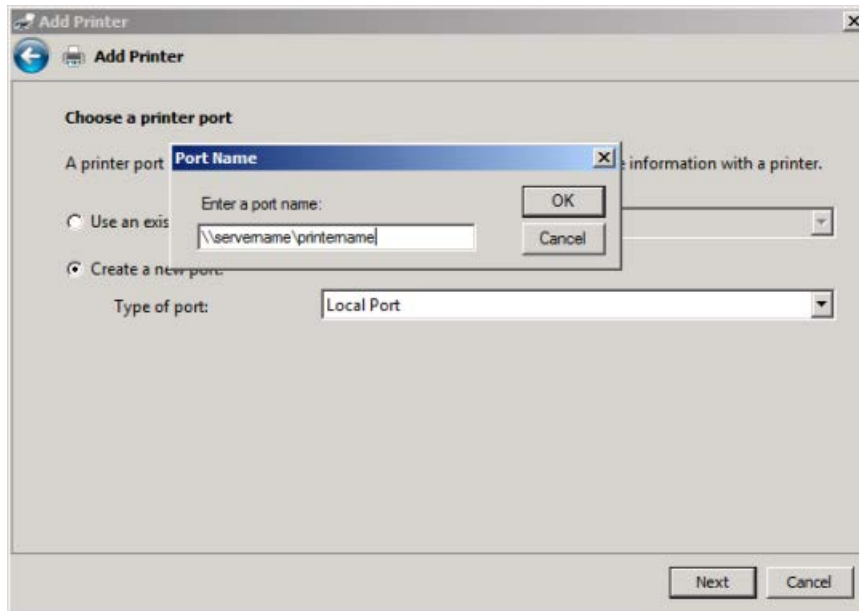 Add Printer
Add Printer
Choose a printer port
A printer port
information with a printer.
Port Name
Enter a port name:
\\servername\printername
OK
Cancel
Use an exis
Create a new port:
Type of port:
Local Port
Next
Cancel